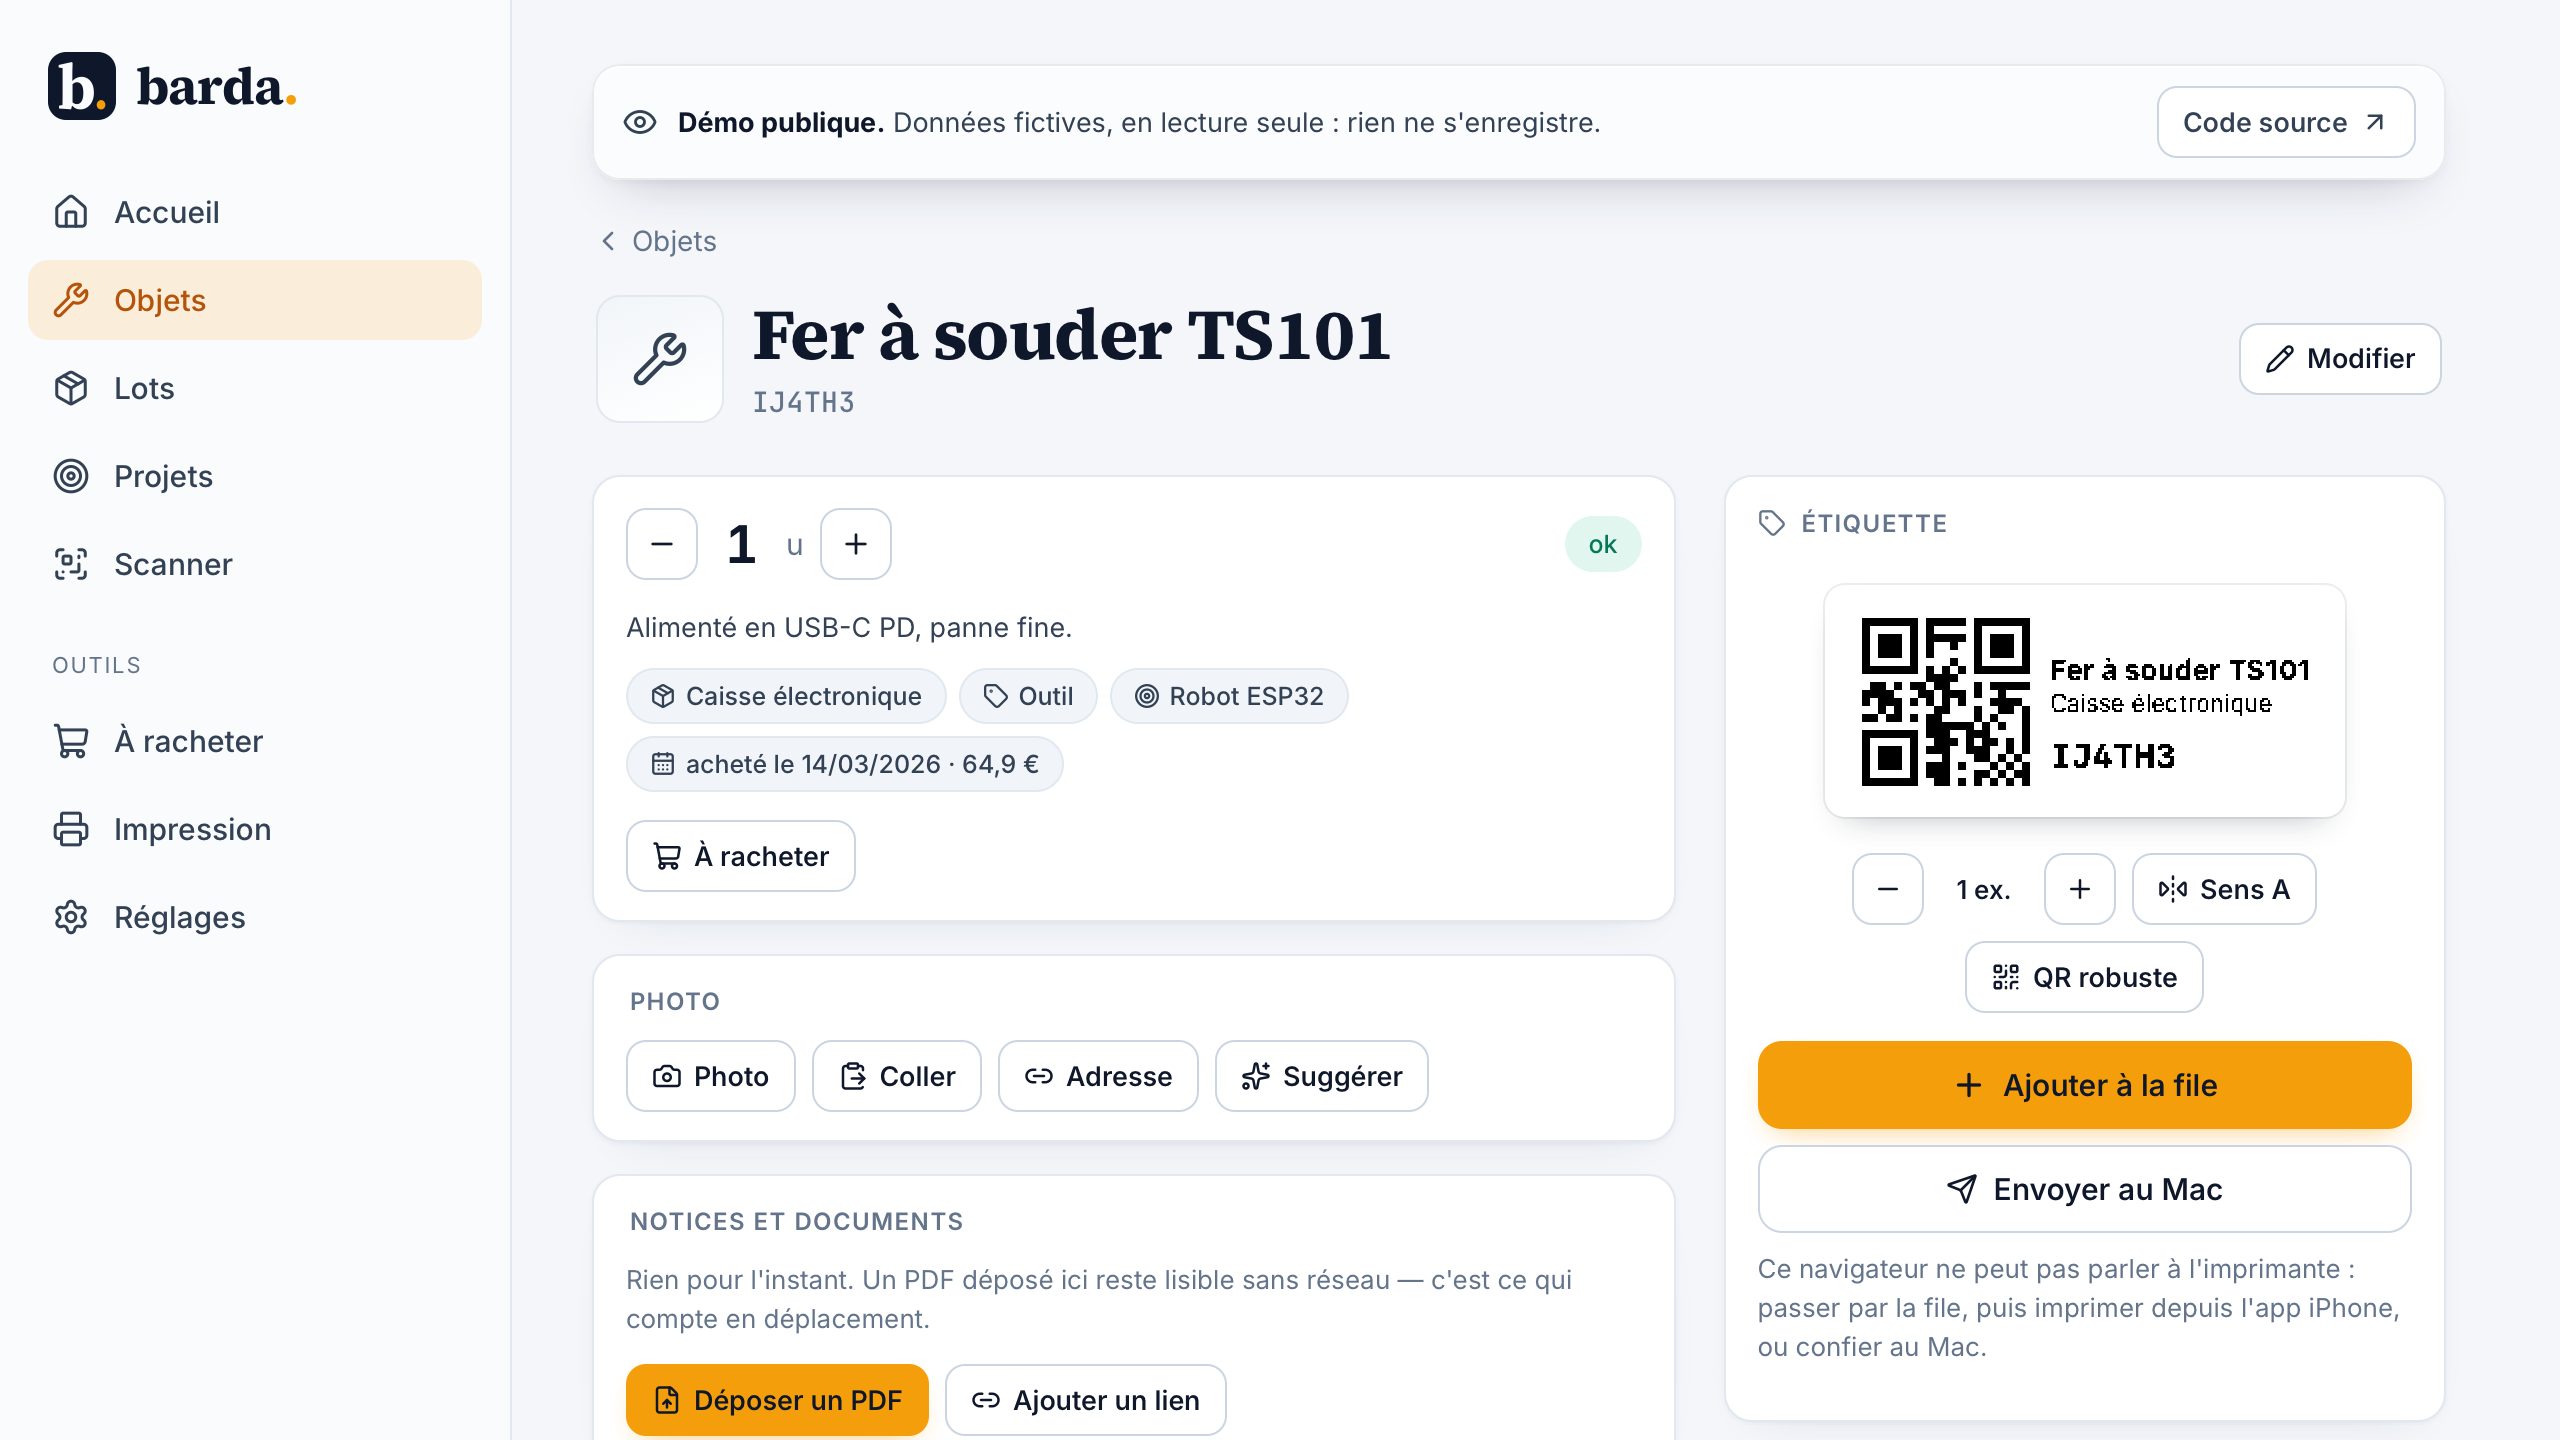 b. barda.
Accueil
Objets
Lots
Projets
Scanner
OUTILS
À racheter
Impression
Réglages
Démo publique. Données fictives, en lecture seule : rien ne s'enregistre.
Code source
Objets
Fer à souder TS101
IJ4TH3
Modifier
1 u
ok
Alimenté en USB-C PD, panne fine.
Caisse électronique
Outil
Robot ESP32
acheté le 14/03/2026 · 64,9 €
À racheter
PHOTO
Photo
Coller
Adresse
Suggérer
NOTICES ET DOCUMENTS
Rien pour l'instant. Un PDF déposé ici reste lisible sans réseau — c'est ce qui
compte en déplacement.
Déposer un PDF
Ajouter un lien
ÉTIQUETTE
Fer à souder TS101
Caisse électronique
IJ4TH3
1 ex.
Sens A
QR robuste
Ajouter à la file
Envoyer au Mac
Ce navigateur ne peut pas parler à l'imprimante :
passer par la file, puis imprimer depuis l'app iPhone,
ou confier au Mac.